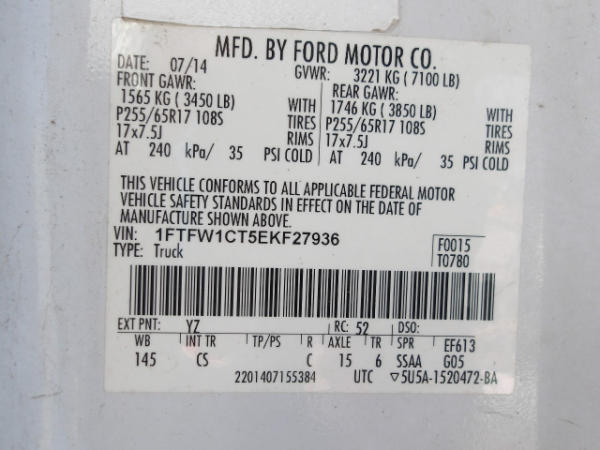 MFD. BY FORD MOTOR CO.
DATE: 07/14 GVWR: 3221 KG ( 7100 LB)
FRONT GAWR: REAR GAWR:
1565 KG ( 3450 LB) WITH 1746 KG ( 3850 LB) WITH
P255/65R17 108S TIRES P255/65R17 108S TIRES
17x7.5J RIMS 17x7.5J RIMS
AT 240 kPa/ 35 PSI COLD AT 240 kPa/ 35 PSI COLD
THIS VEHICLE CONFORMS TO ALL APPLICABLE FEDERAL MOTOR
VEHICLE SAFETY STANDARDS IN EFFECT ON THE DATE OF
MANUFACTURE SHOWN ABOVE.
VIN: 1FTFW1CT5EKF27936 F0015
TYPE: Truck T0780
EXT PNT: YZ RC: 52 DSO:
WB INT TR TP/PS R AXLE TR SPR EF613
145 CS C 15 6 SSAA G05
2201407155384 UTC ▽5U5A-1520472-BA